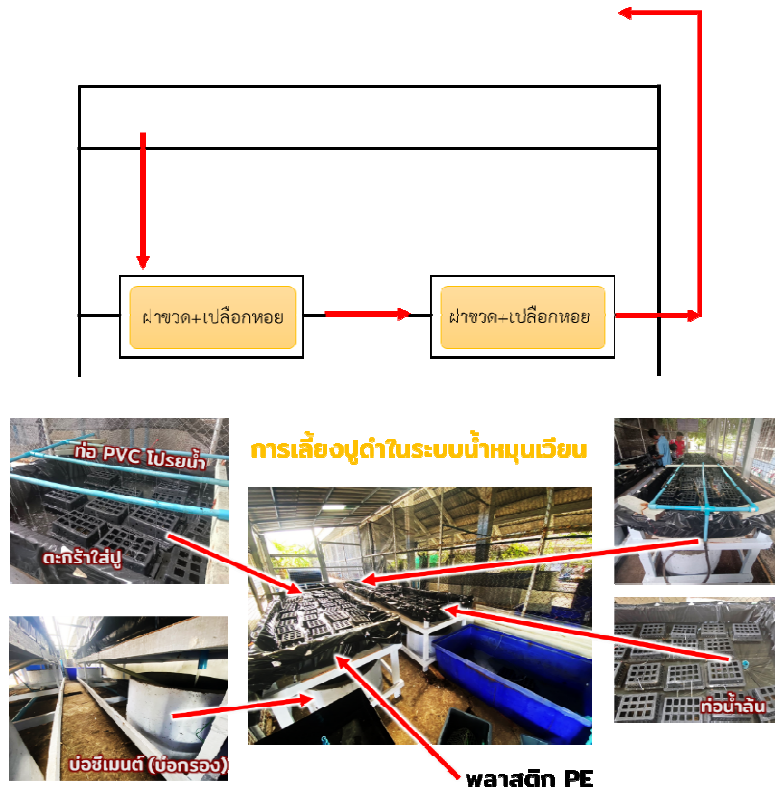 ฝาขวด+เปลือกหอย
ฝาขวด+เปลือกหอย
การเลี้ยงปูดำในระบบน้ำหมุนเวียน
ท่อ PVC โปรยน้ำ
ตะกร้าใส่ปู
ท่อน้ำล้น
บ่อซีเมนต์ (บ่อกรอง)
พลาสติก PE